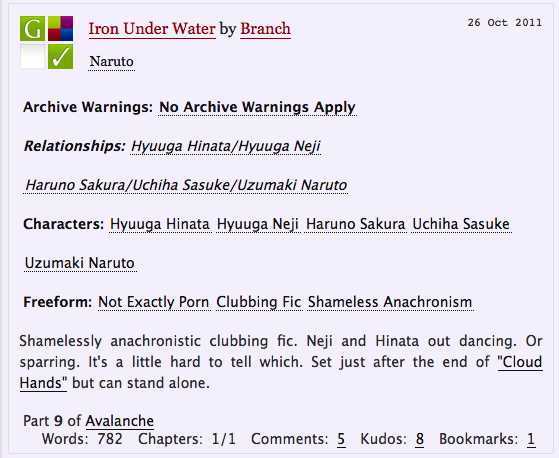 G Iron Under Water by Branch 26 Oct 2011
Naruto
Archive Warnings: No Archive Warnings Apply
Relationships: Hyuuga Hinata/Hyuuga Neji
Haruno Sakura/Uchiha Sasuke/Uzumaki Naruto
Characters: Hyuuga Hinata Hyuuga Neji Haruno Sakura Uchiha Sasuke
Uzumaki Naruto
Freeform: Not Exactly Porn Clubbing Fic Shameless Anachronism
Shamelessly anachronistic clubbing fic. Neji and Hinata out dancing. Or
sparring. It's a little hard to tell which. Set just after the end of "Cloud
Hands" but can stand alone.
Part 9 of Avalanche
Words: 782 Chapters: 1/1 Comments: 5 Kudos: 8 Bookmarks: 1